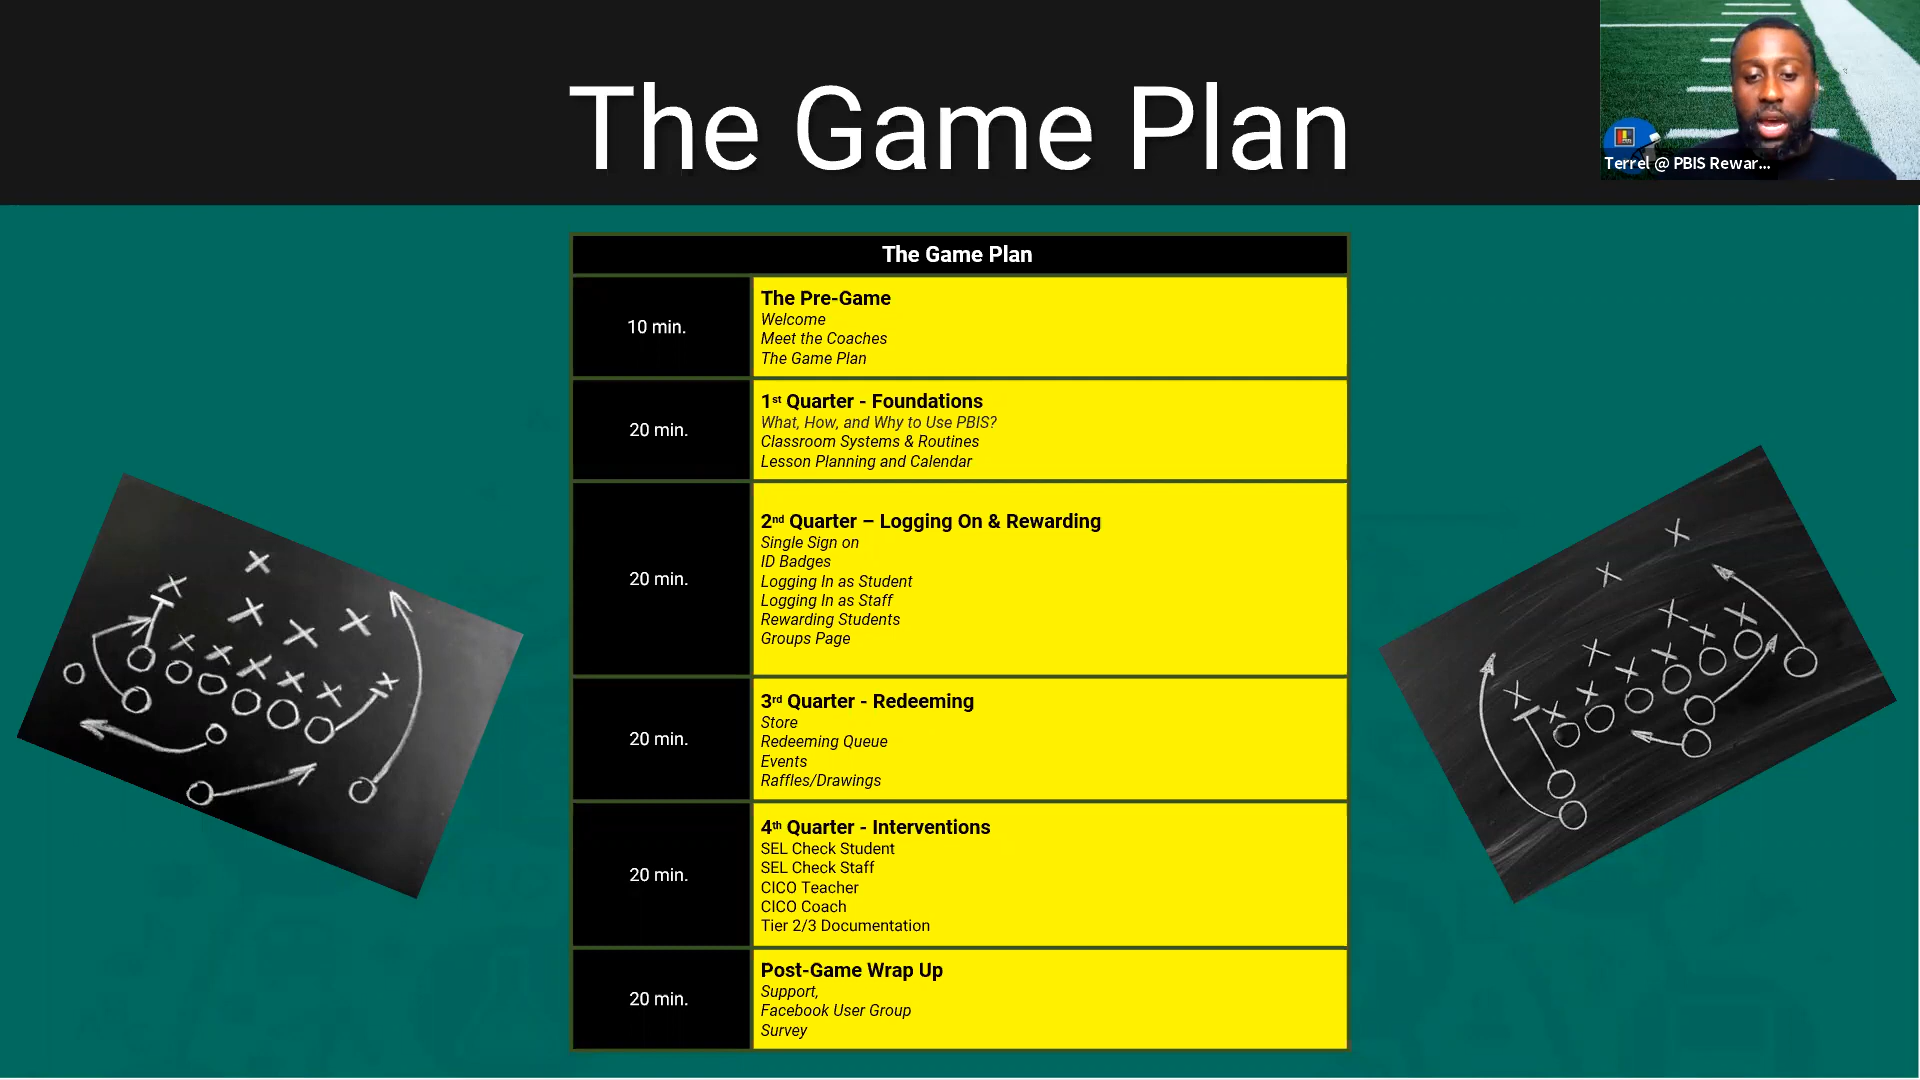 The Game Plan
Terrel @ PBIS Rewar...
The Game Plan
10 min.
The Pre-Game
Welcome
Meet the Coaches
The Game Plan
20 min.
1st Quarter - Foundations
What, How, and Why to Use PBIS?
Classroom Systems & Routines
Lesson Planning and Calendar
20 min.
2nd Quarter – Logging On & Rewarding
Single Sign on
ID Badges
Logging In as Student
Logging In as Staff
Rewarding Students
Groups Page
20 min.
3rd Quarter - Redeeming
Store
Redeeming Queue
Events
Raffles/Drawings
20 min.
4th Quarter - Interventions
SEL Check Student
SEL Check Staff
CICO Teacher
CICO Coach
Tier 2/3 Documentation
20 min.
Post-Game Wrap Up
Support,
Facebook User Group
Survey